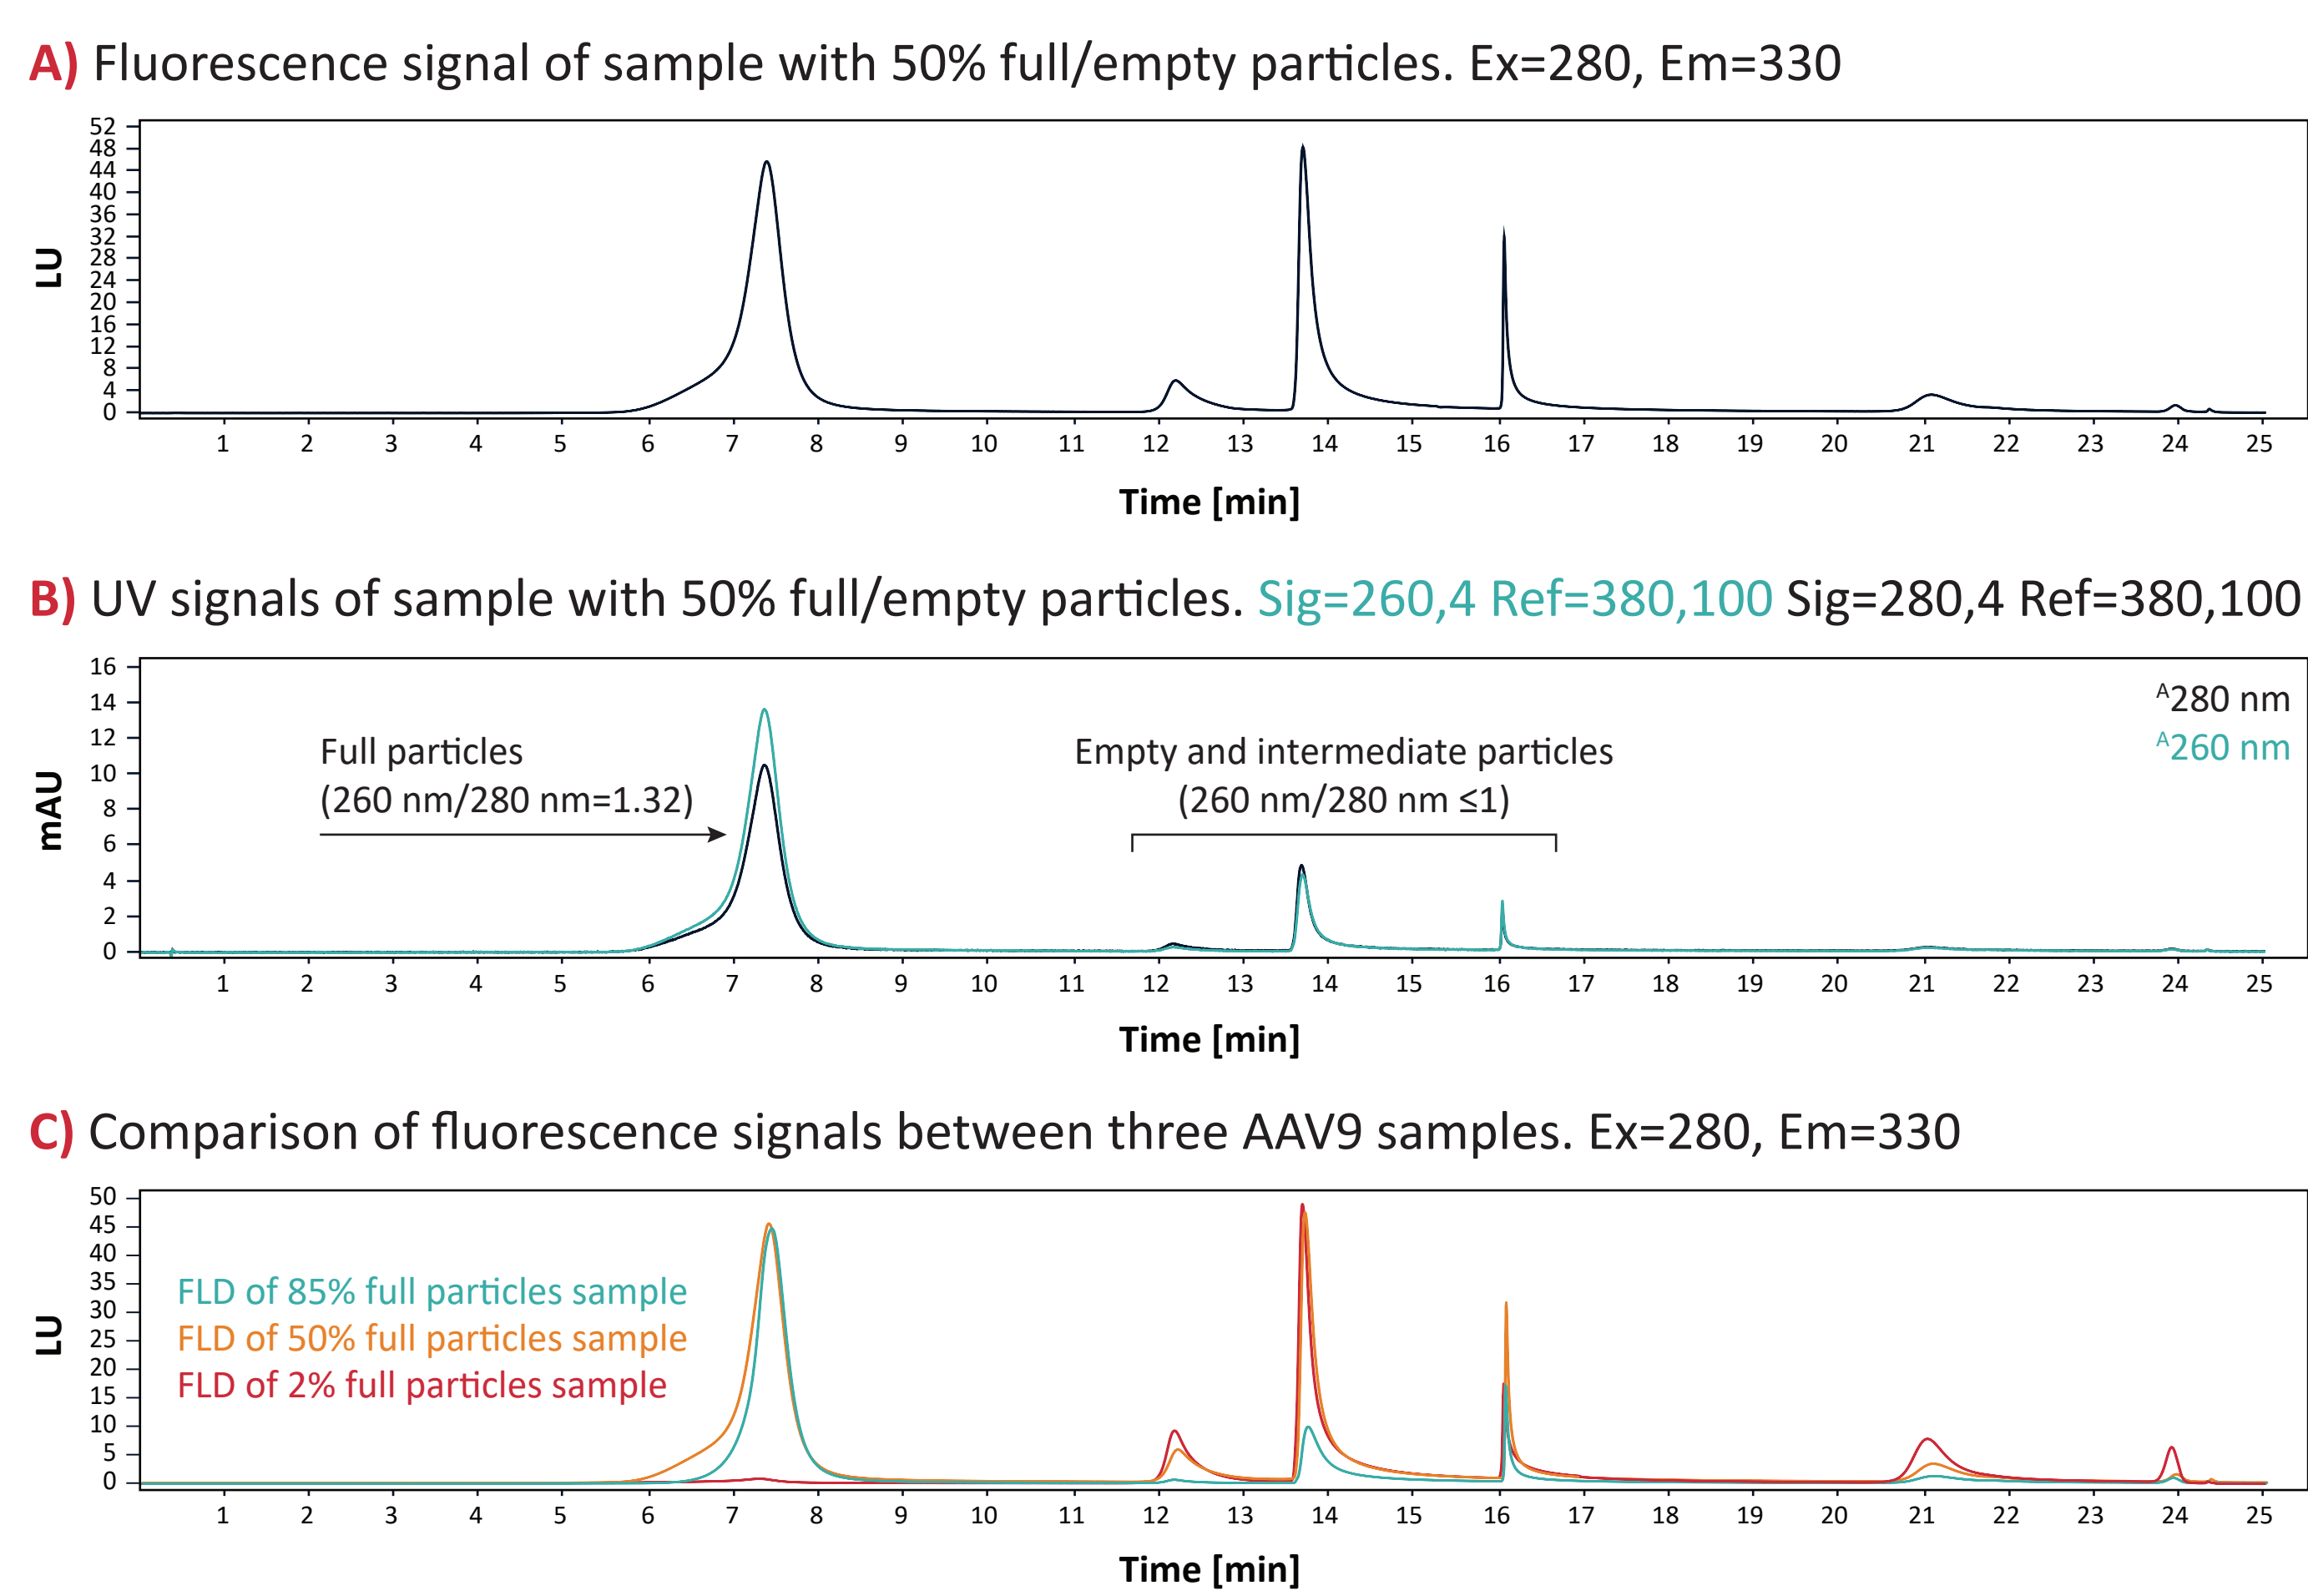 A) Fluorescence signal of sample with 50% full/empty particles. Ex=280, Em=330
52
48
44
40
36
32
28
24
20
16
12
8
4
0
LU
1 2 3 4 5 6 7 8 9 10 11 12 13 14 15 16 17 18 19 20 21 22 23 24 25
Time [min]
B) UV signals of sample with 50% full/empty particles. Sig=260,4 Ref=380,100 Sig=280,4 Ref=380,100
16
14
12
10
8
6
4
2
0
mAU
Full particles
(260 nm/280 nm=1.32)
Empty and intermediate particles
(260 nm/280 nm ≤1)
A280 nm
A260 nm
1 2 3 4 5 6 7 8 9 10 11 12 13 14 15 16 17 18 19 20 21 22 23 24 25
Time [min]
C) Comparison of fluorescence signals between three AAV9 samples. Ex=280, Em=330
50
45
40
35
30
25
20
15
10
5
0
LU
FLD of 85% full particles sample
FLD of 50% full particles sample
FLD of 2% full particles sample
1 2 3 4 5 6 7 8 9 10 11 12 13 14 15 16 17 18 19 20 21 22 23 24 25
Time [min]